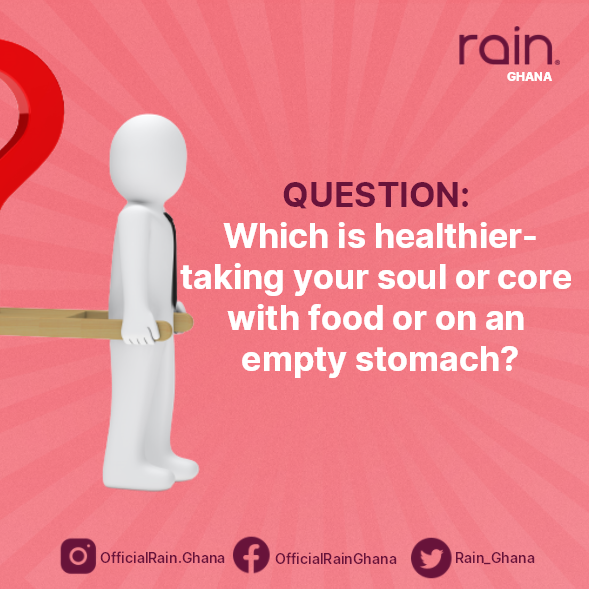 rain.
GHANA
QUESTION:
Which is healthier-
taking your soul or core
with food or on an
empty stomach?
OfficialRain.Ghana
OfficialRainGhana
Rain_Ghana